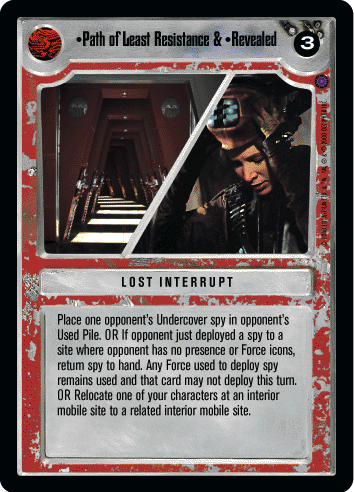 •Path of Least Resistance & •Revealed
3
LOST INTERRUPT
Place one opponent's Undercover spy in opponent's
Used Pile. OR If opponent just deployed a spy to a
site where opponent has no presence or Force icons,
return spy to hand. Any Force used to deploy spy
remains used and that card may not deploy this turn.
OR Relocate one of your characters at an interior
mobile site to a related interior mobile site.